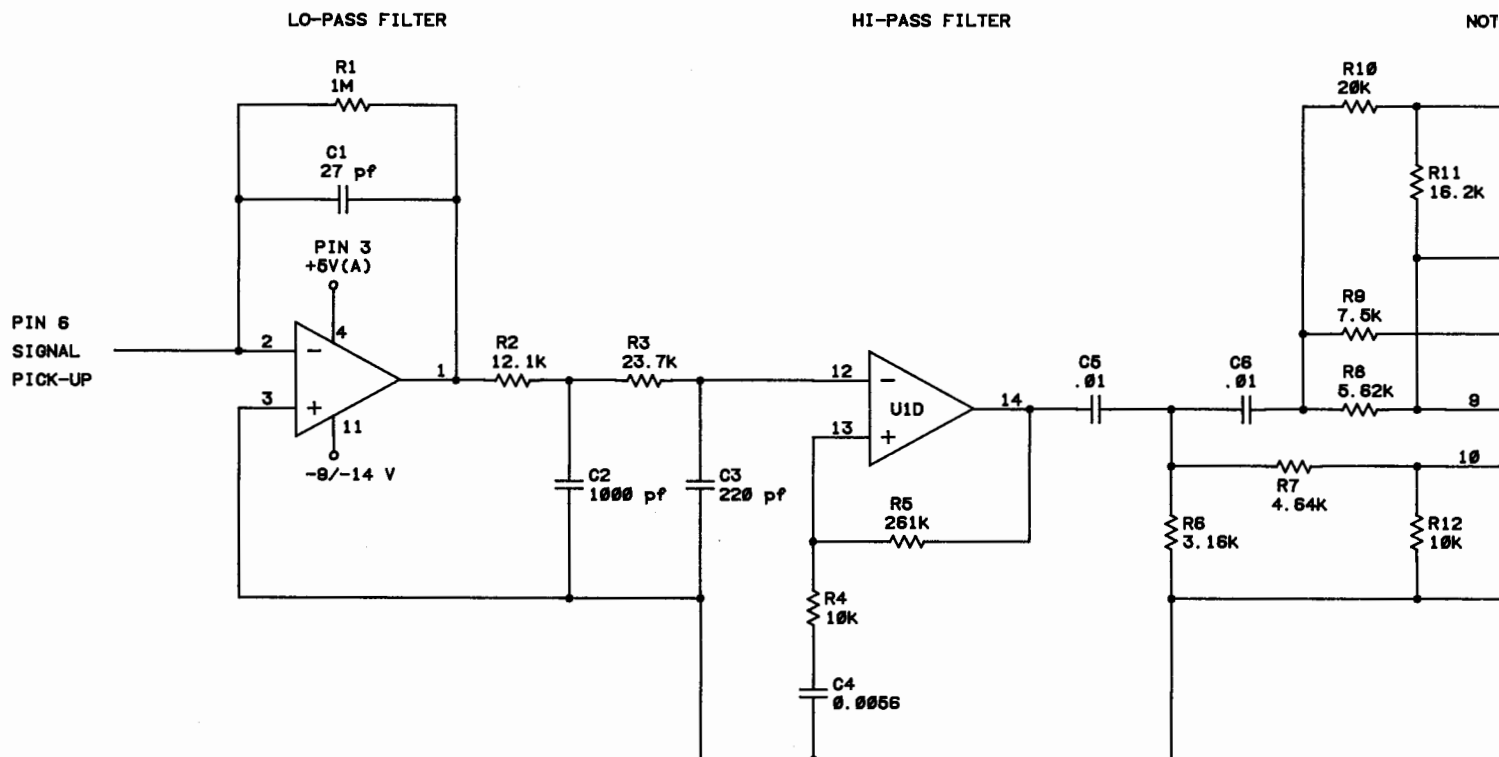 LO-PASS FILTER
HI-PASS FILTER
NOT
R1
1M
C1
27 pf
PIN 3
+5V(A)
4
PIN 6
SIGNAL
PICK-UP
2
−
3
+
11
-9/-14 V
1
R2
12.1k
R3
23.7k
C2
1000 pf
C3
220 pf
12
−
13
+
U1D
14
R5
261k
R4
10k
C4
0.0056
C5
.01
C6
.01
R10
20k
R11
16.2k
R9
7.5k
R8
5.62k
9
10
R7
4.64k
R6
3.16k
R12
10k